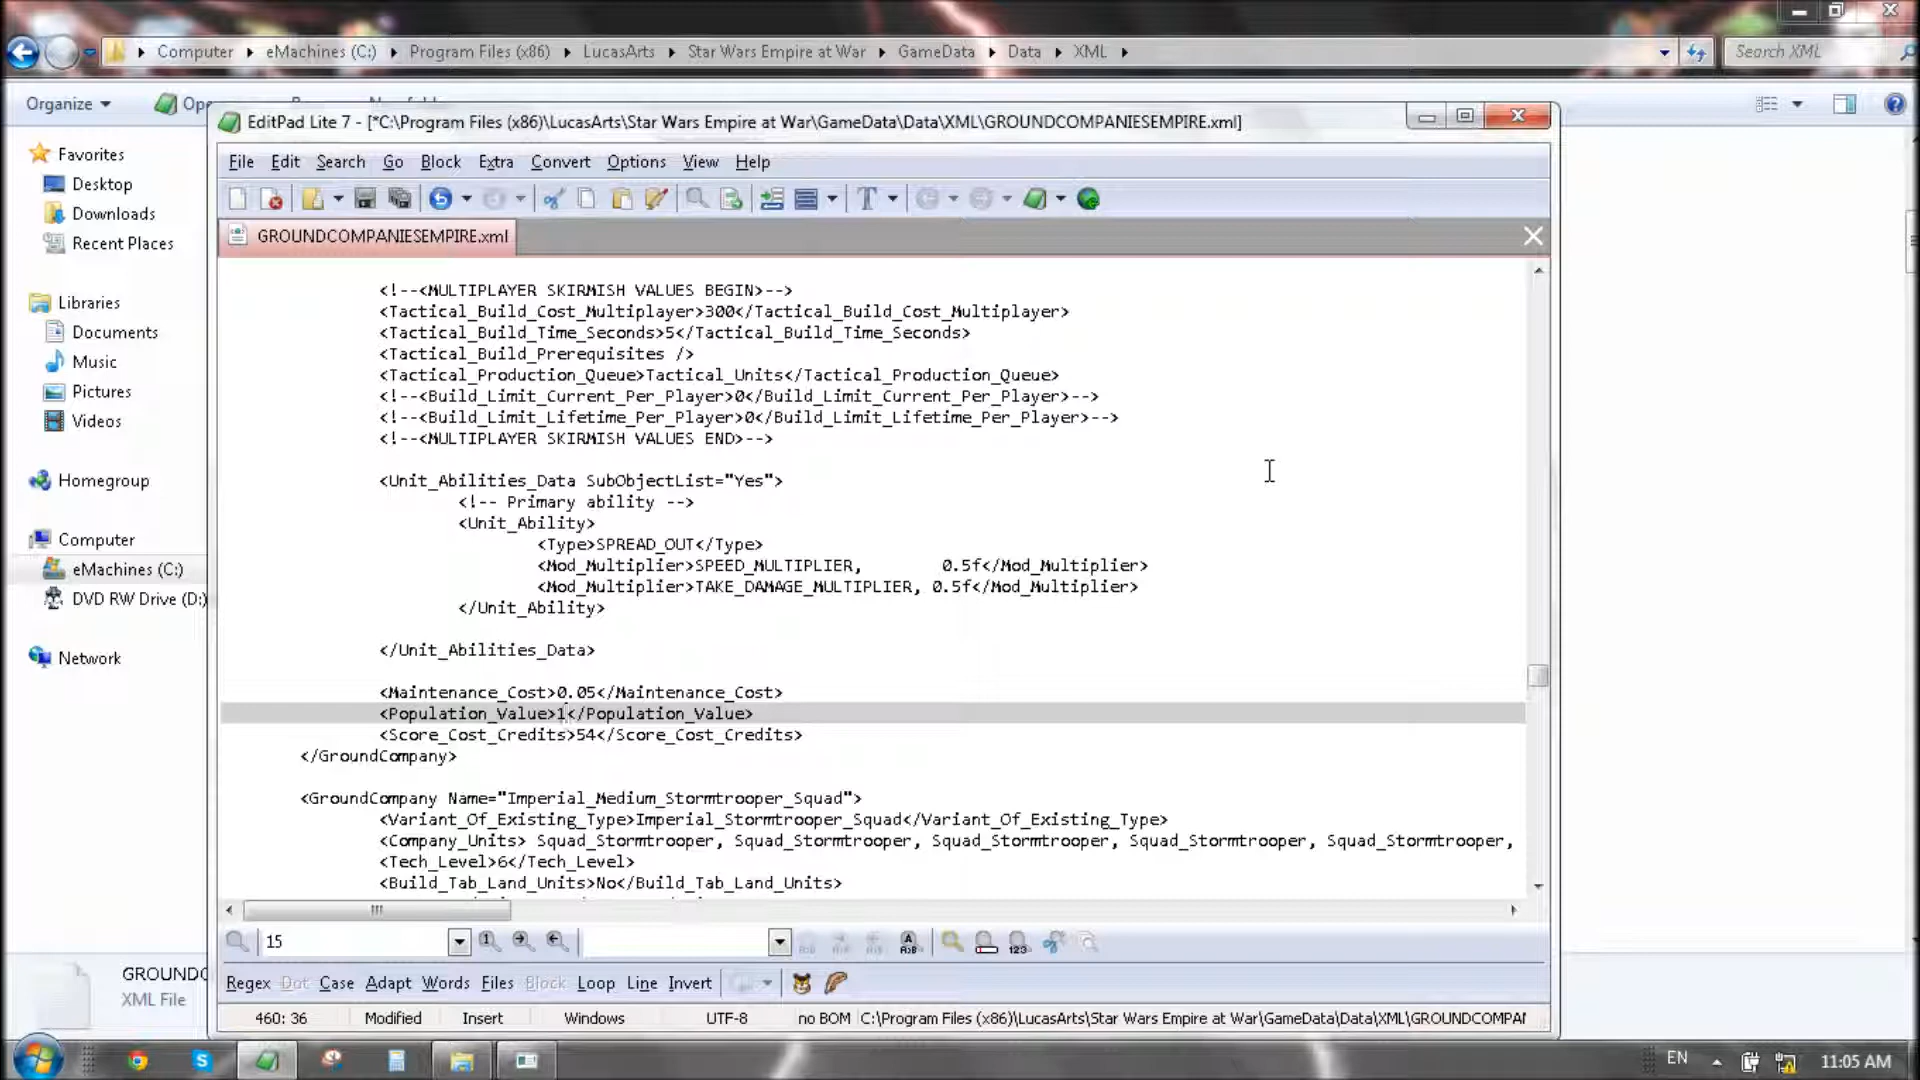 Computer eMachines (C:) Program Files (x86) LucasArts Star Wars Empire at War GameData Data XML
Search XML
Organize
EditPad Lite 7 - [*C:\Program Files (x86)\LucasArts\Star Wars Empire at War\GameData\Data\XML\GROUNDCOMPANIESEMPIRE.xml]
Favorites
Desktop
Downloads
Recent Places
Libraries
Documents
Music
Pictures
Videos
Homegroup
Computer
eMachines (C:)
DVD RW Drive (D:)
Network
File Edit Search Go Block Extra Convert Options View Help
GROUNDCOMPANIESEMPIRE.xml
<!--<MULTIPLAYER SKIRMISH VALUES BEGIN>-->
<Tactical_Build_Cost_Multiplayer>300</Tactical_Build_Cost_Multiplayer>
<Tactical_Build_Time_Seconds>5</Tactical_Build_Time_Seconds>
<Tactical_Build_Prerequisites />
<Tactical_Production_Queue>Tactical_Units</Tactical_Production_Queue>
<!--<Build_Limit_Current_Per_Player>0</Build_Limit_Current_Per_Player>-->
<!--<Build_Limit_Lifetime_Per_Player>0</Build_Limit_Lifetime_Per_Player>-->
<!--<MULTIPLAYER SKIRMISH VALUES END>-->
<Unit_Abilities_Data SubObjectList="Yes">
<!-- Primary ability -->
<Unit_Ability>
<Type>SPREAD_OUT</Type>
<Mod_Multiplier>SPEED_MULTIPLIER, 0.5f</Mod_Multiplier>
<Mod_Multiplier>TAKE_DAMAGE_MULTIPLIER, 0.5f</Mod_Multiplier>
</Unit_Ability>
</Unit_Abilities_Data>
<Maintenance_Cost>0.05</Maintenance_Cost>
<Population_Value>1</Population_Value>
<Score_Cost_Credits>54</Score_Cost_Credits>
</GroundCompany>
<GroundCompany Name="Imperial_Medium_Stormtrooper_Squad">
<Variant_Of_Existing_Type>Imperial_Stormtrooper_Squad</Variant_Of_Existing_Type>
<Company_Units> Squad_Stormtrooper, Squad_Stormtrooper, Squad_Stormtrooper, Squad_Stormtrooper, Squad_Stormtrooper,
<Tech_Level>6</Tech_Level>
<Build_Tab_Land_Units>No</Build_Tab_Land_Units>
15
Regex Dot Case Adapt Words Files Block Loop Line Invert
460: 36 Modified Insert Windows UTF-8 no BOM C:\Program Files (x86)\LucasArts\Star Wars Empire at War\GameData\Data\XML\GROUNDCOMPA
XML File
EN 11:05 AM